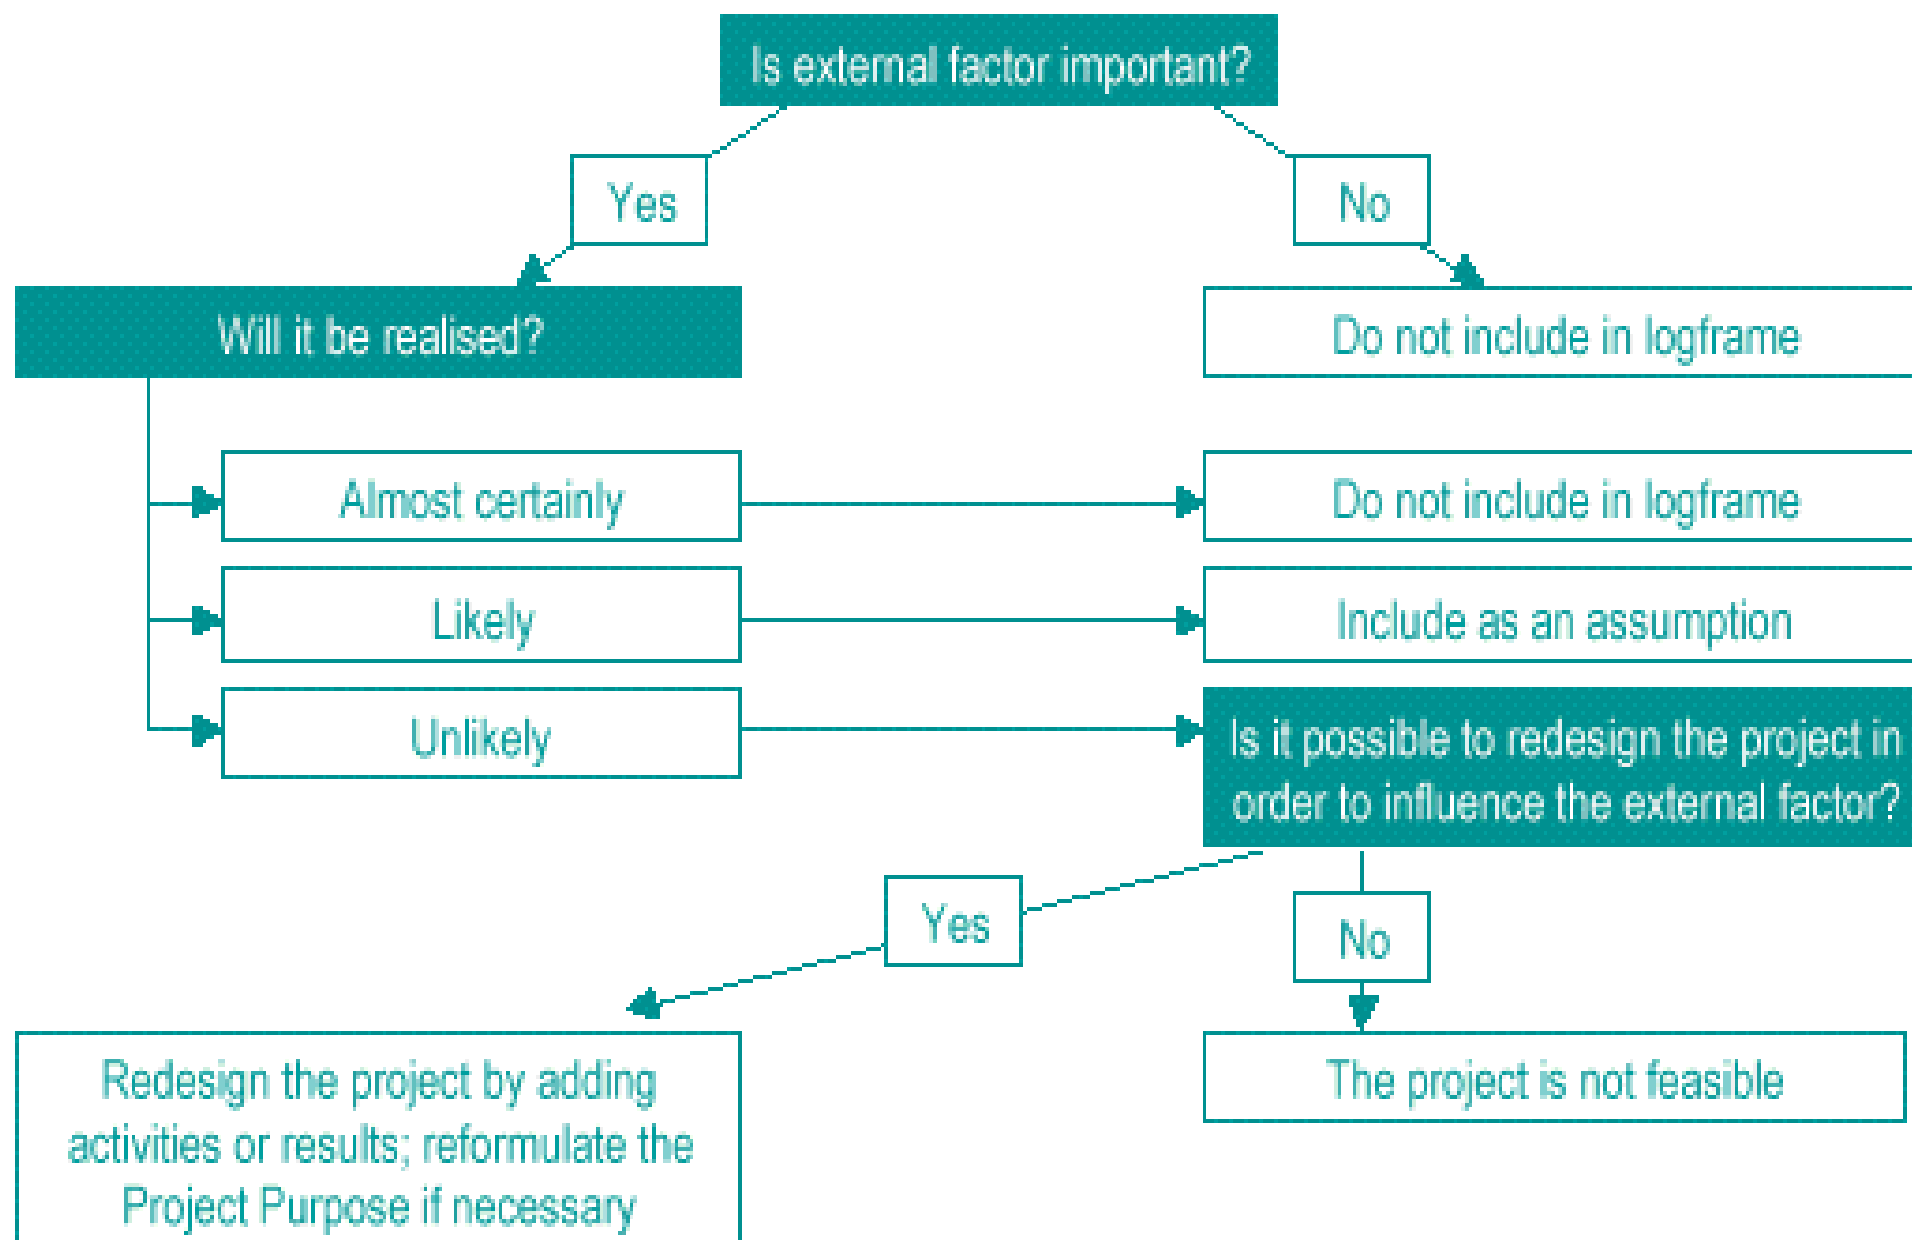 Is external factor important?
Yes
No
Will it be realised?
Do not include in logframe
Almost certainly
Do not include in logframe
Likely
Include as an assumption
Unlikely
Is it possible to redesign the project in
order to influence the external factor?
Yes
No
Redesign the project by adding
activities or results; reformulate the
Project Purpose if necessary
The project is not feasible